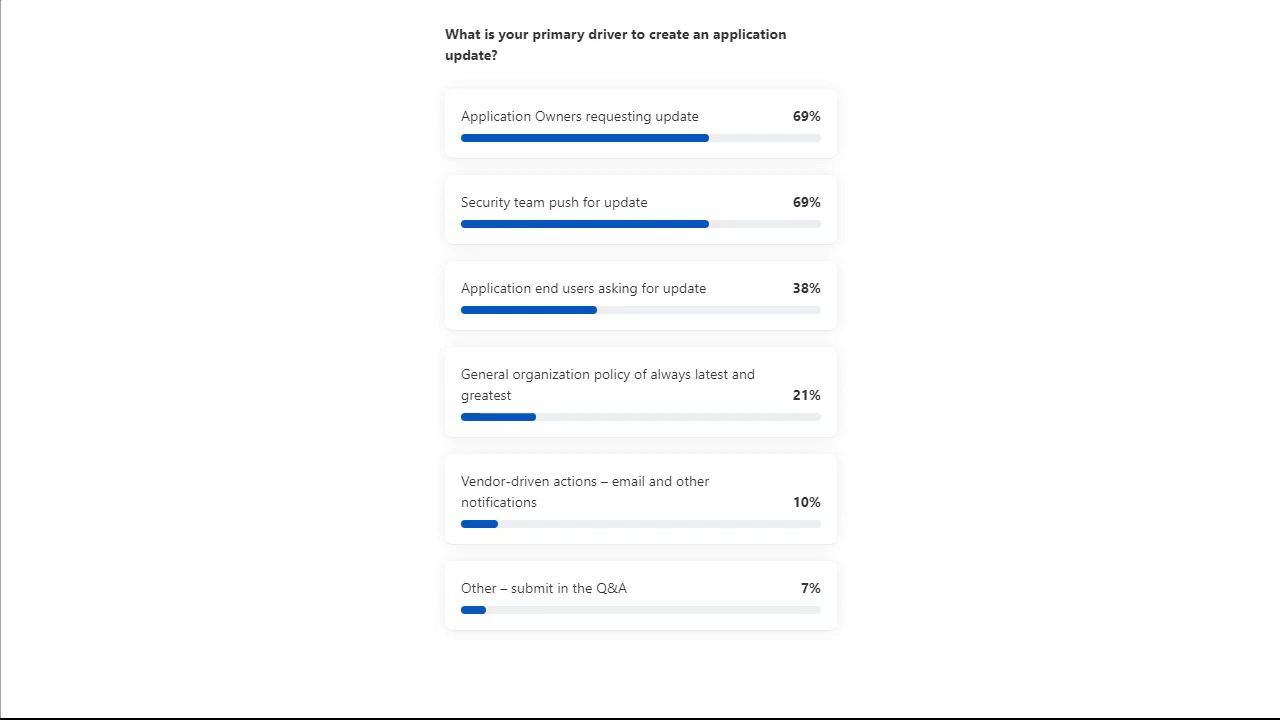 What is your primary driver to create an application
update?
Application Owners requesting update 69%
Security team push for update 69%
Application end users asking for update 38%
General organization policy of always latest and
greatest 21%
Vendor-driven actions – email and other
notifications 10%
Other – submit in the Q&A 7%